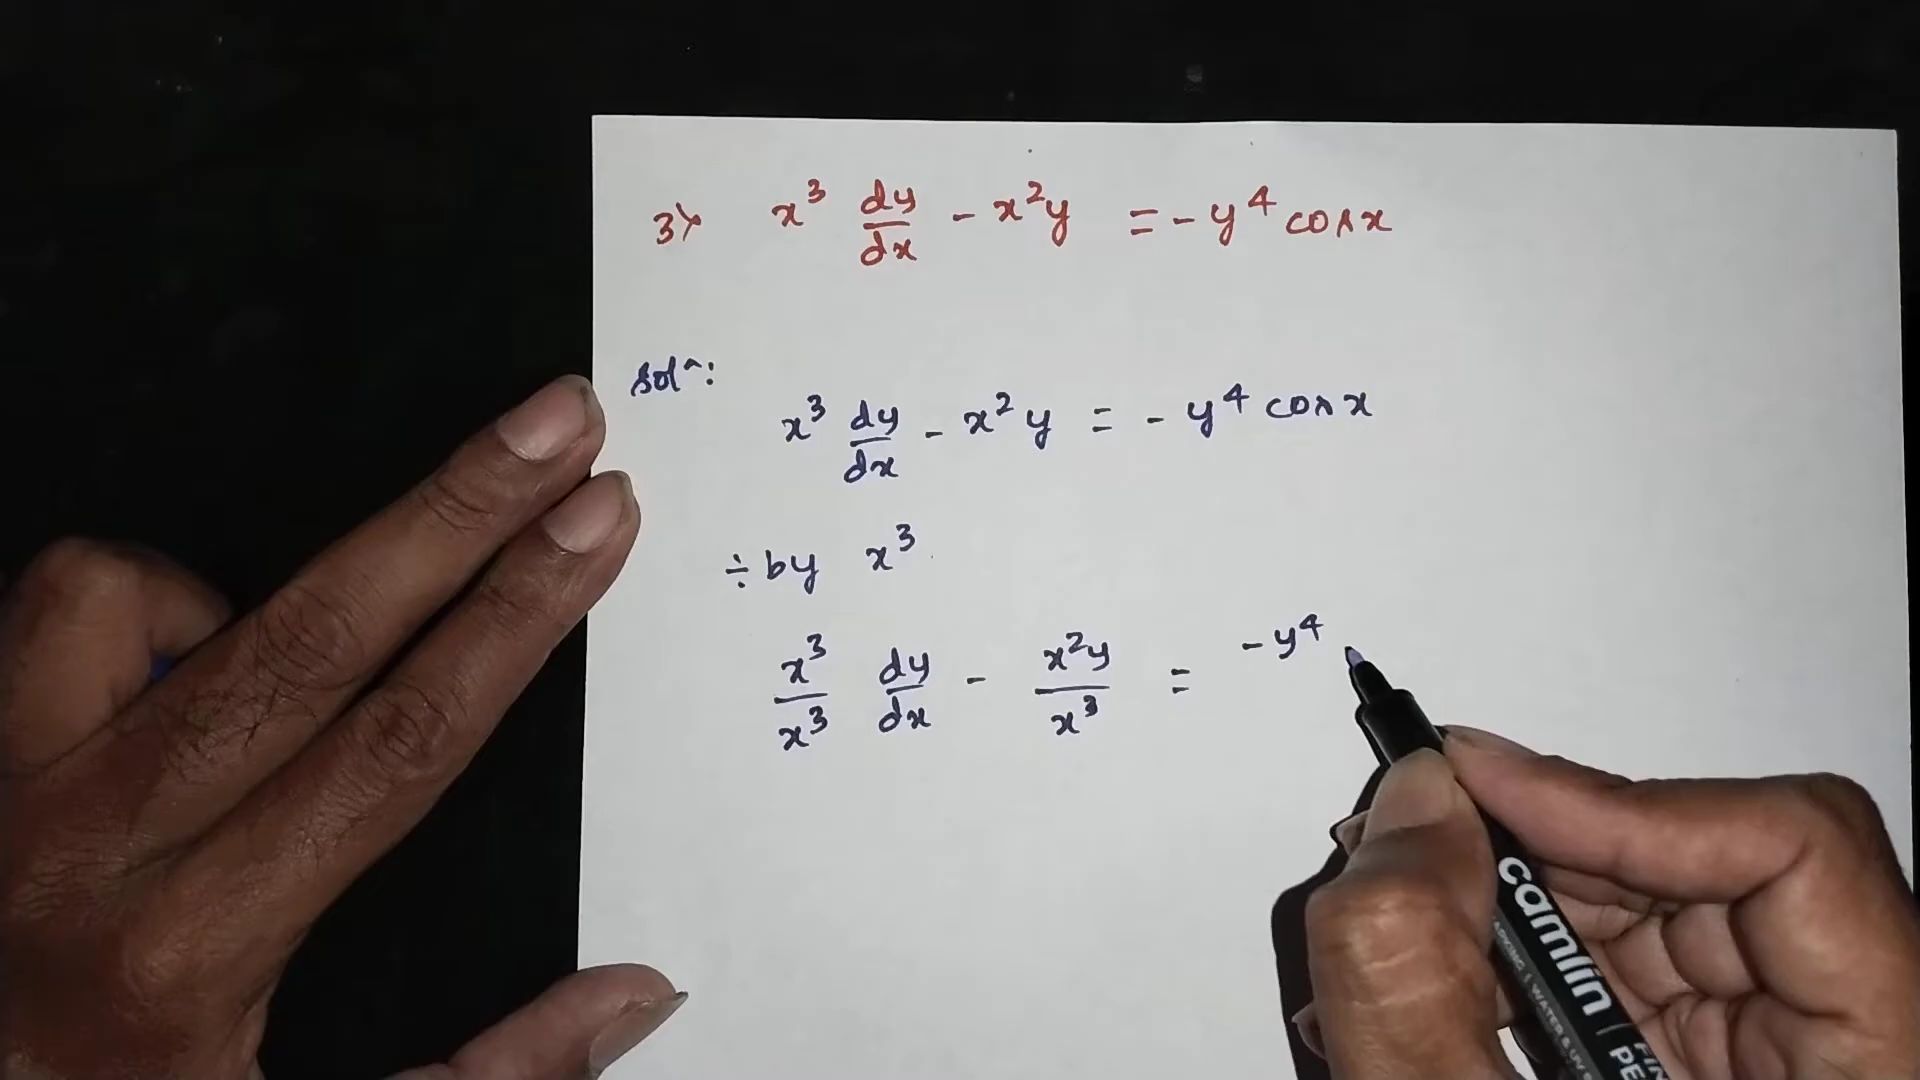 3) x³ dy/dx - x²y = - y⁴ cosx
solⁿ:
x³ dy/dx - x² y = - y⁴ cosx
÷ by x³
x³/x³ dy/dx - x²y/x³ = -y⁴
camlin